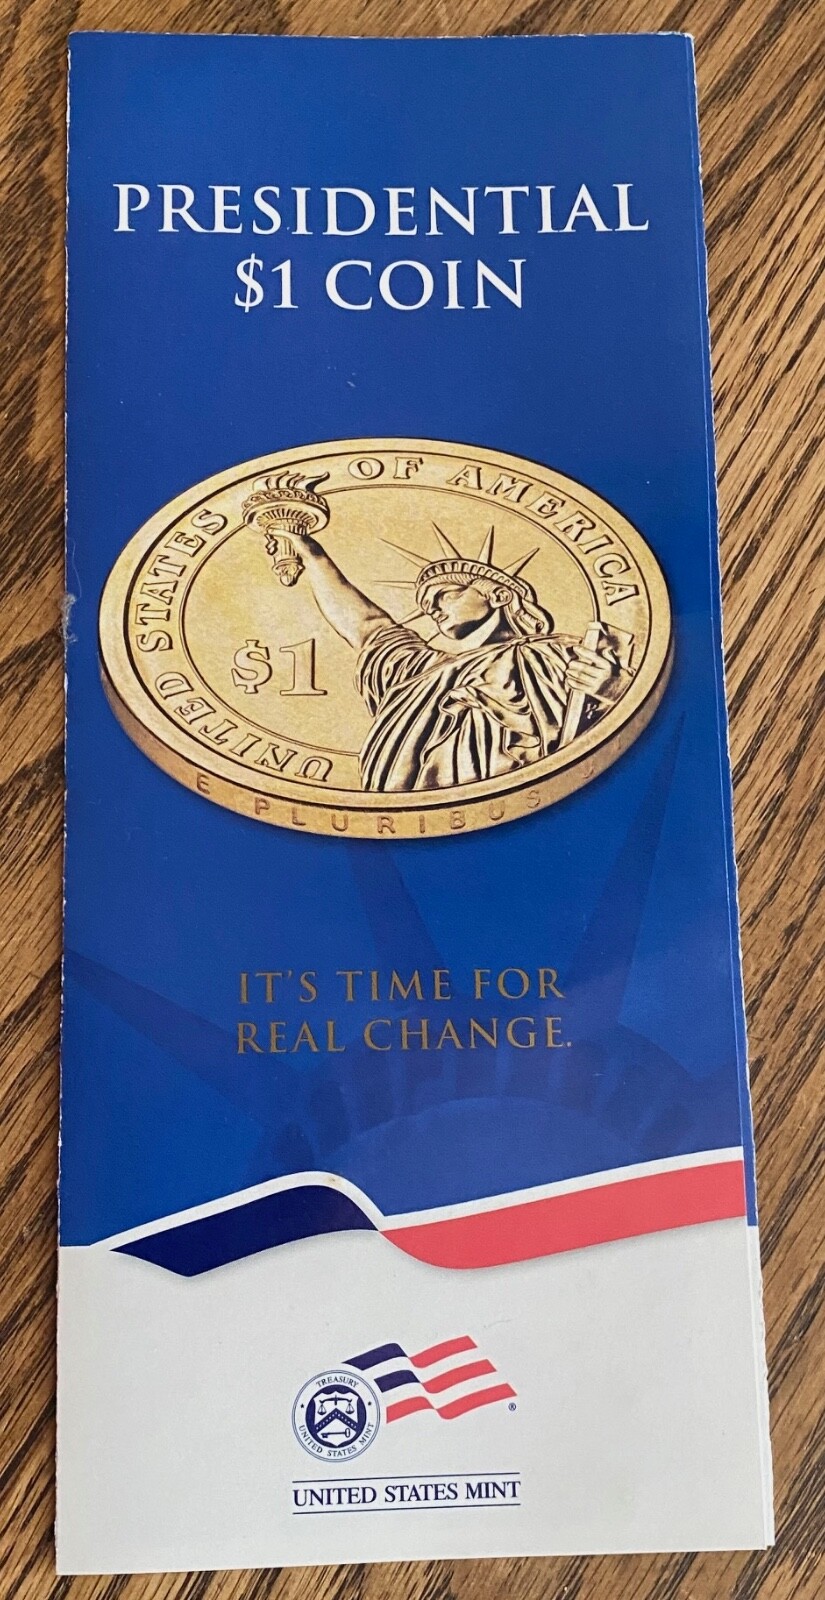 PRESIDENTIAL
$1 COIN
UNITED STATES OF AMERICA
$1
E PLURIBUS
IT'S TIME FOR
REAL CHANGE.
TREASURY
UNITED STATES MINT
®
UNITED STATES MINT